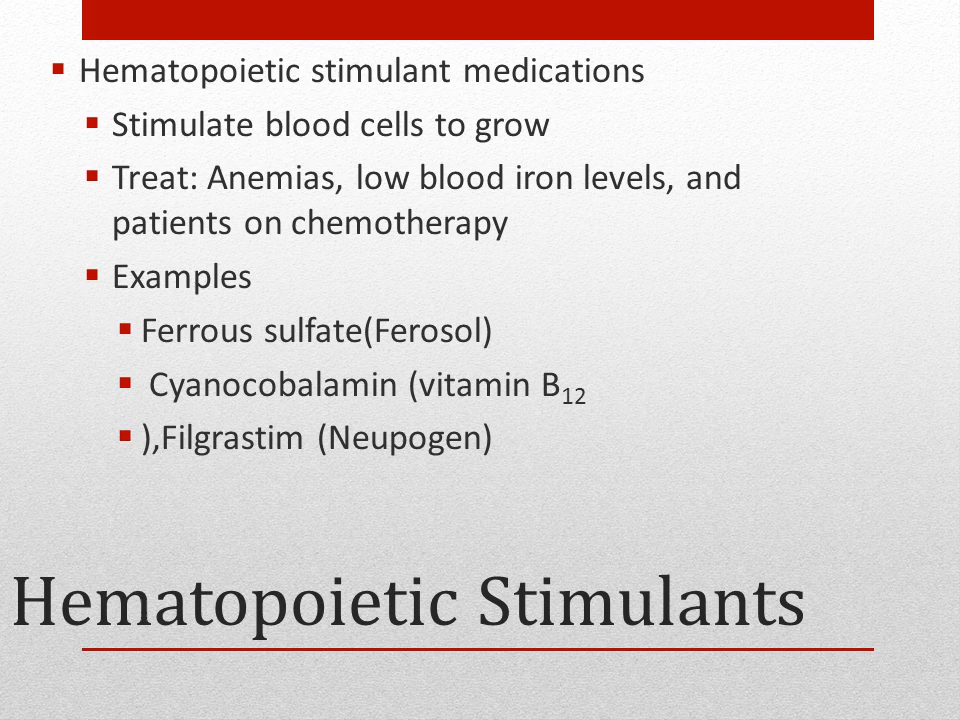 ▪ Hematopoietic stimulant medications
▪ Stimulate blood cells to grow
▪ Treat: Anemias, low blood iron levels, and
patients on chemotherapy
▪ Examples
▪ Ferrous sulfate(Ferosol)
▪ Cyanocobalamin (vitamin B₁₂
▪ ),Filgrastim (Neupogen)
Hematopoietic Stimulants